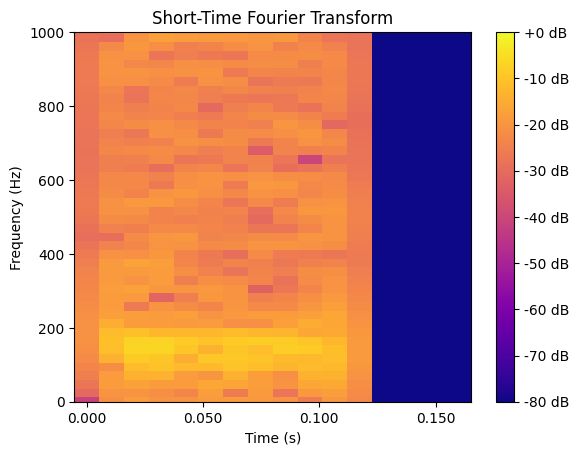 Short-Time Fourier Transform
1000
800
600
400
200
0
Frequency (Hz)
0.000
0.050
0.100
0.150
Time (s)
+0 dB
-10 dB
-20 dB
-30 dB
-40 dB
-50 dB
-60 dB
-70 dB
-80 dB